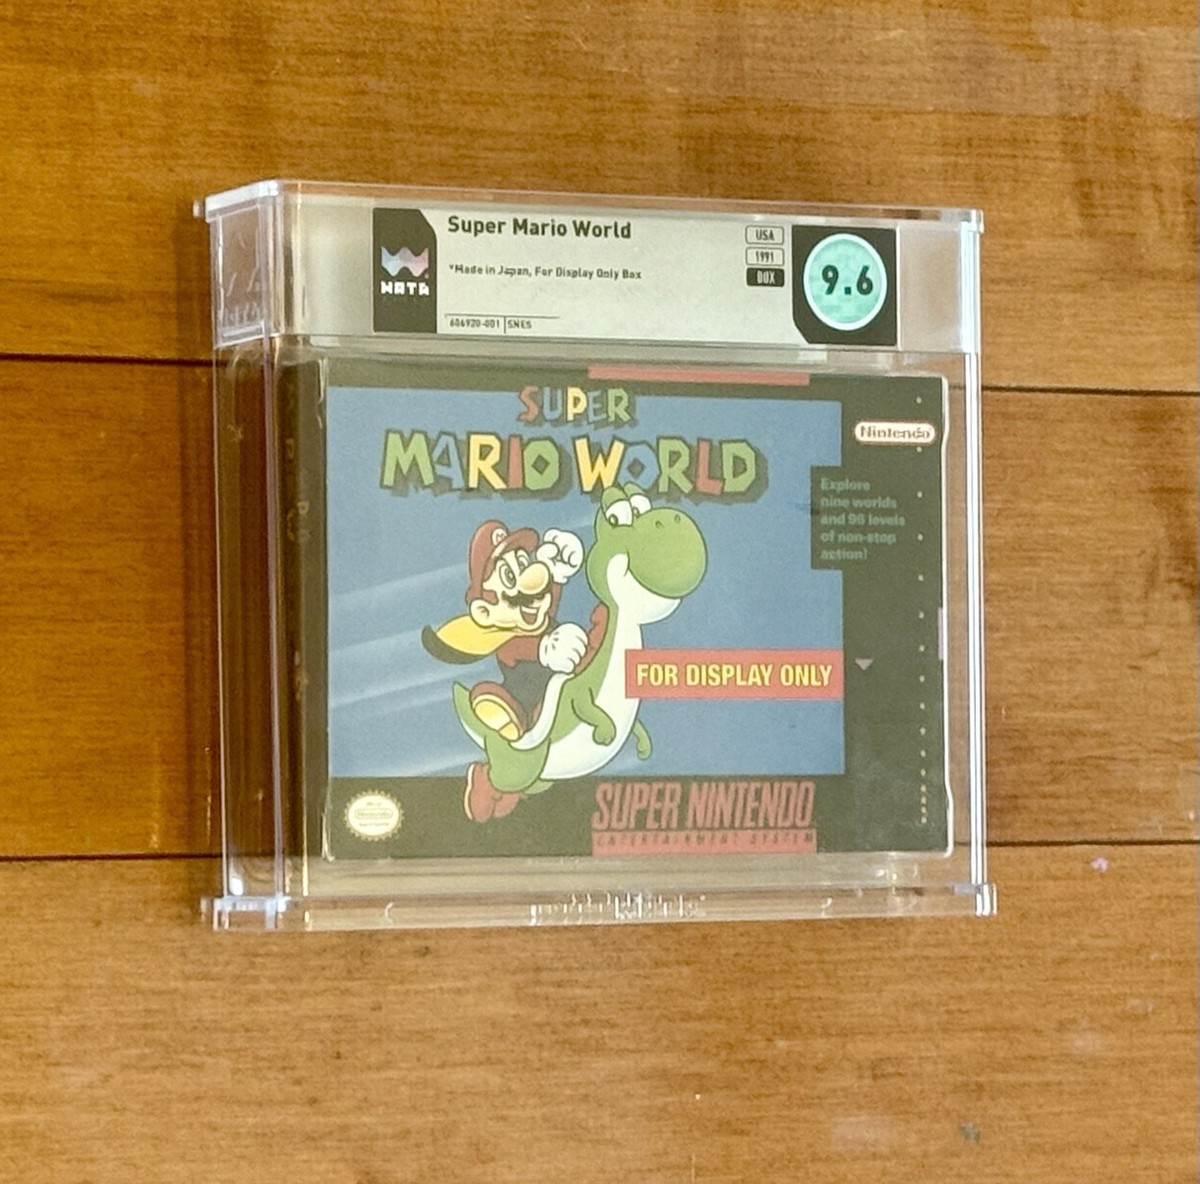 WATA
Super Mario World
*Made in Japan, For Display Only Box
606920-001 SNES
USA
1991
BOX
9.6
SUPER
MARIO WORLD
Nintendo
Explore
nine worlds
and 96 levels
of non-stop
action!
FOR DISPLAY ONLY
Nintendo
SUPER NINTENDO
ENTERTAINMENT SYSTEM